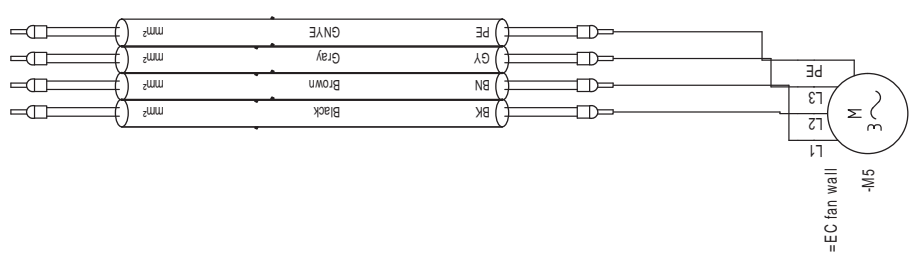 mm² GNYE PE
mm² Gray GY
mm² Brown BN
mm² Black BK
PE
L3
L2
L1
M
3
=EC fan wall
-M5